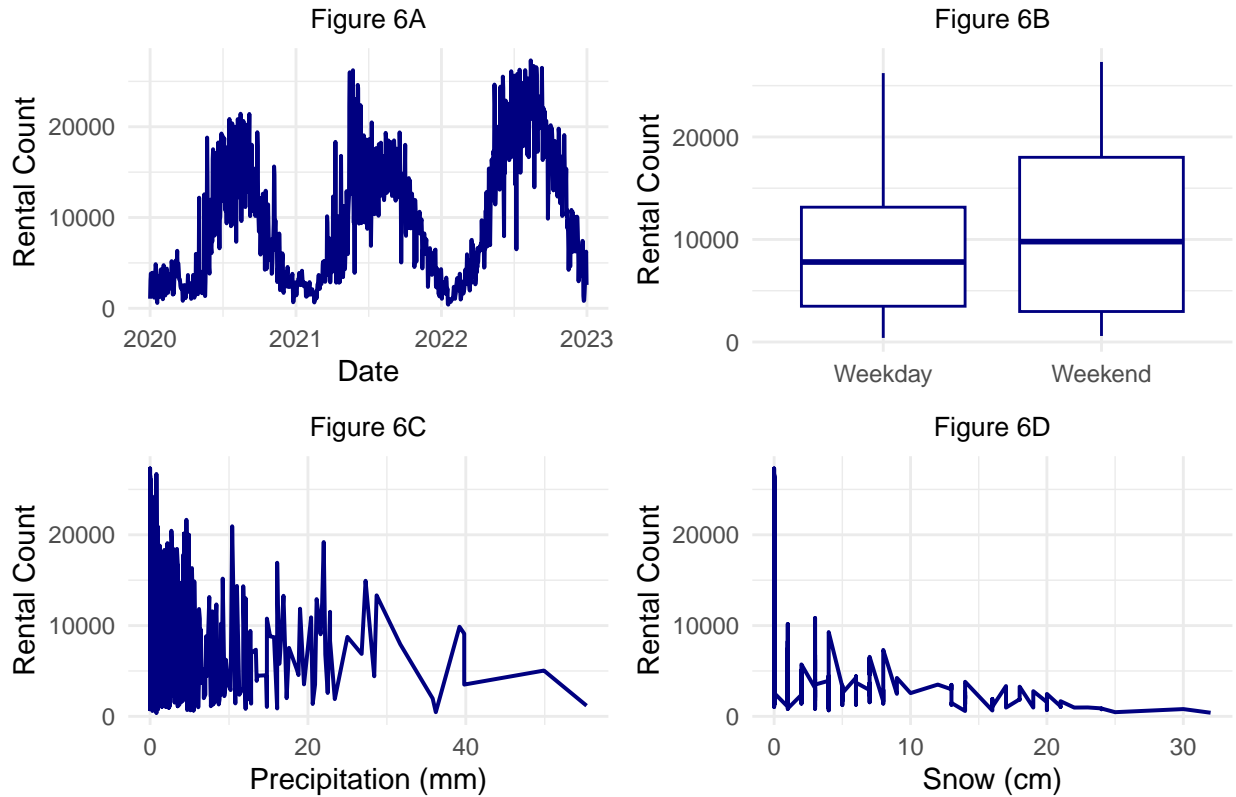 Figure 6A
Rental Count
20000
10000
0
2020
2021
2022
2023
Date
Figure 6B
Rental Count
20000
10000
0
Weekday
Weekend
Figure 6C
Rental Count
20000
10000
0
0
20
40
Precipitation (mm)
Figure 6D
Rental Count
20000
10000
0
0
10
20
30
Snow (cm)